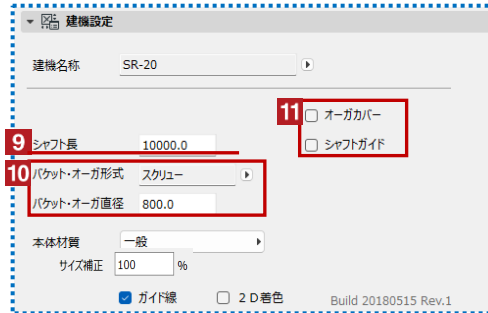 建機設定
建機名称 SR-20
11 オーガカバー
9 シャフト長 10000.0 シャフトガイド
10 バケット・オーガ形式 スクリュー
バケット・オーガ直径 800.0
本体材質 一般
サイズ補正 100 %
ガイド線 2D着色 Build 20180515 Rev.1